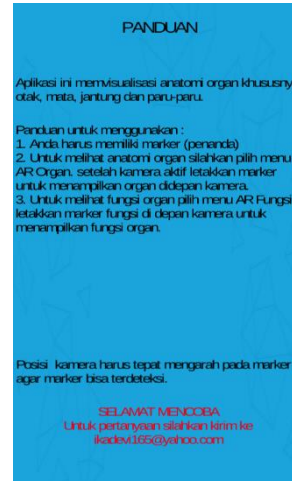 PANDUAN
Aplikasi ini memvisualisasi anatomi organ khususny
otak, mata, jantung dan paru-paru.
Panduan untuk menggunakan :
1. Anda harus memiliki marker (penanda)
2. Untuk melihat anatomi organ silahkan pilih menu
AR Organ, setelah kamera aktif letakkan marker
untuk menampilkan organ didepan kamera.
3. Untuk melihat fungsi organ pilih menu AR Fungsi
letakkan marker fungsi di depan kamera untuk
menampilkan fungsi organ.
Posisi kamera harus tepat mengarah pada marker
agar marker bisa terdeteksi.
SELAMAT MENCOBA
Untuk pertanyaan silahkan kirim ke
ikadevi165@yahoo.com